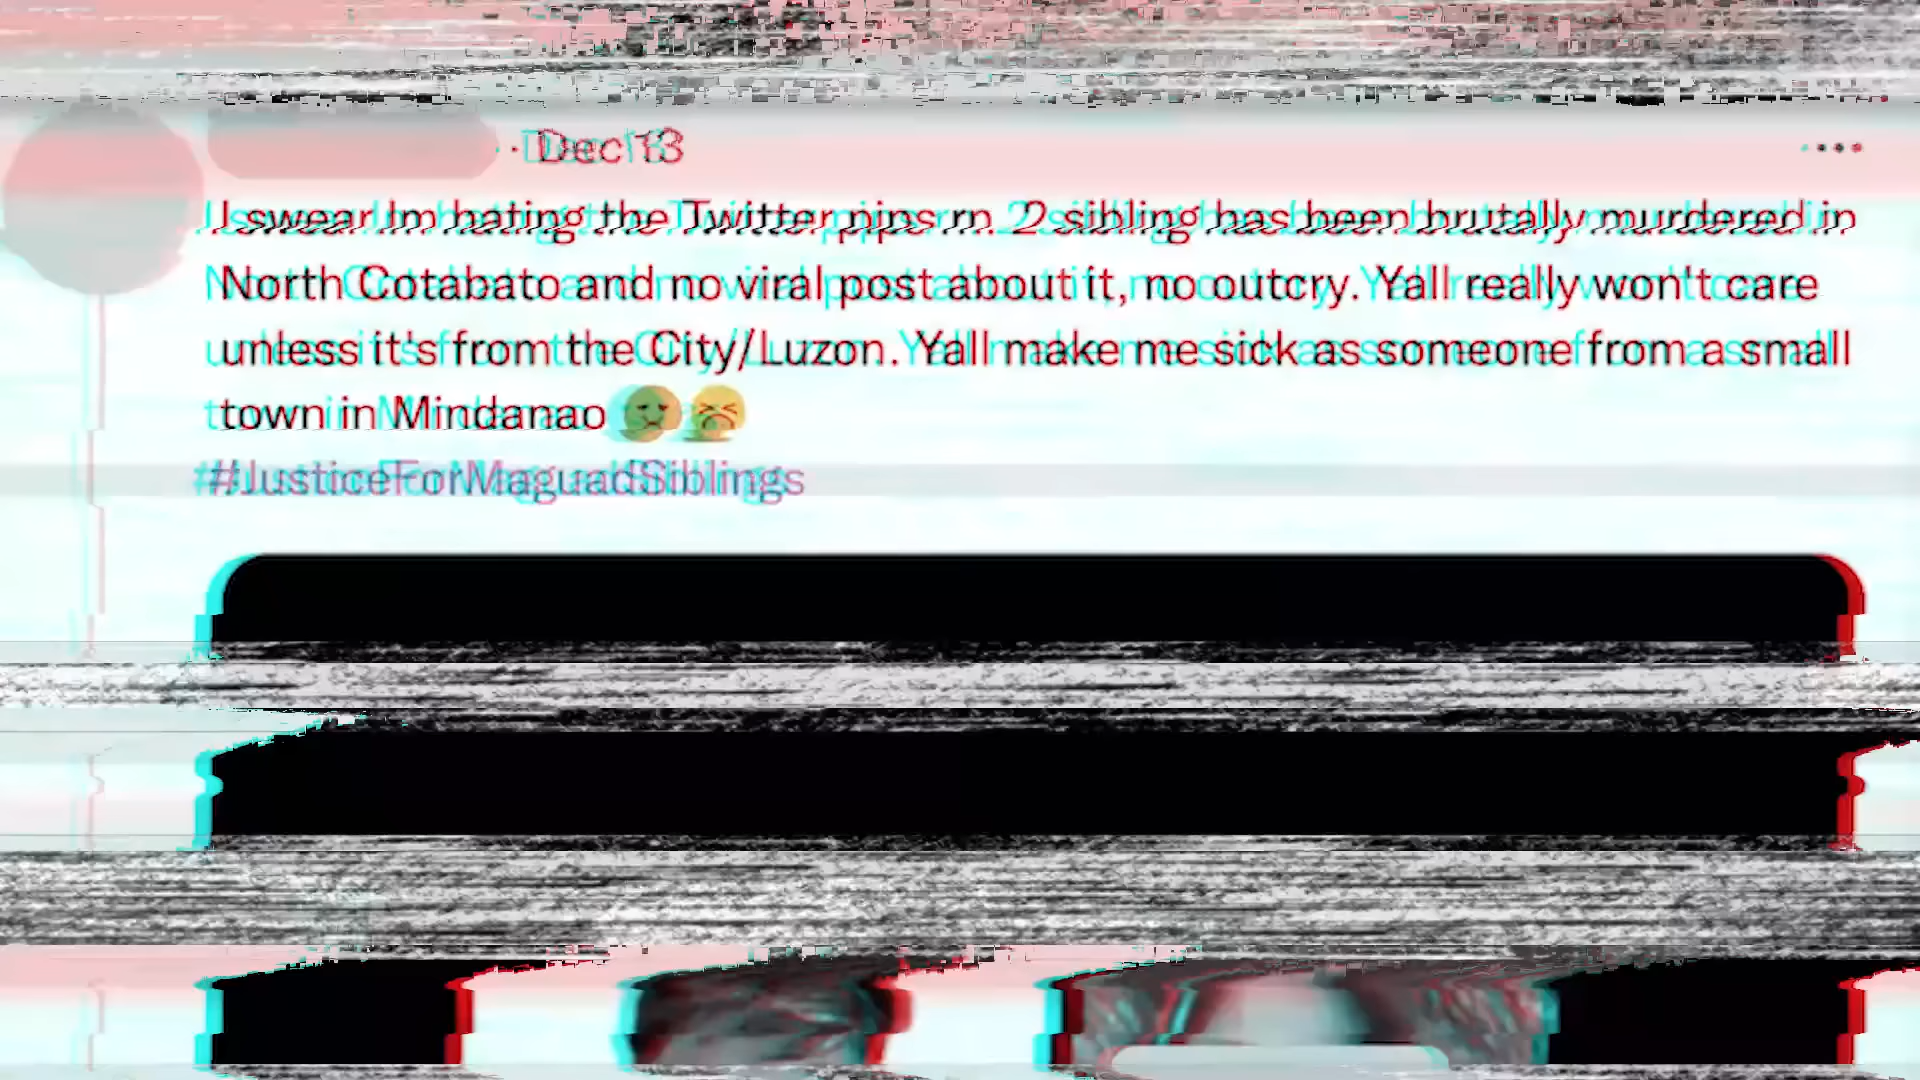 · Dec 13
I swear Im hating the Twitter pips rn. 2 sibling has been brutally murdered in
North Cotabato and no viral post about it, no outcry. Yall really won't care
unless it's from the City/Luzon. Yall make me sick as someone from a small
town in Mindanao 😢😭
#JusticeForMaguadSiblings